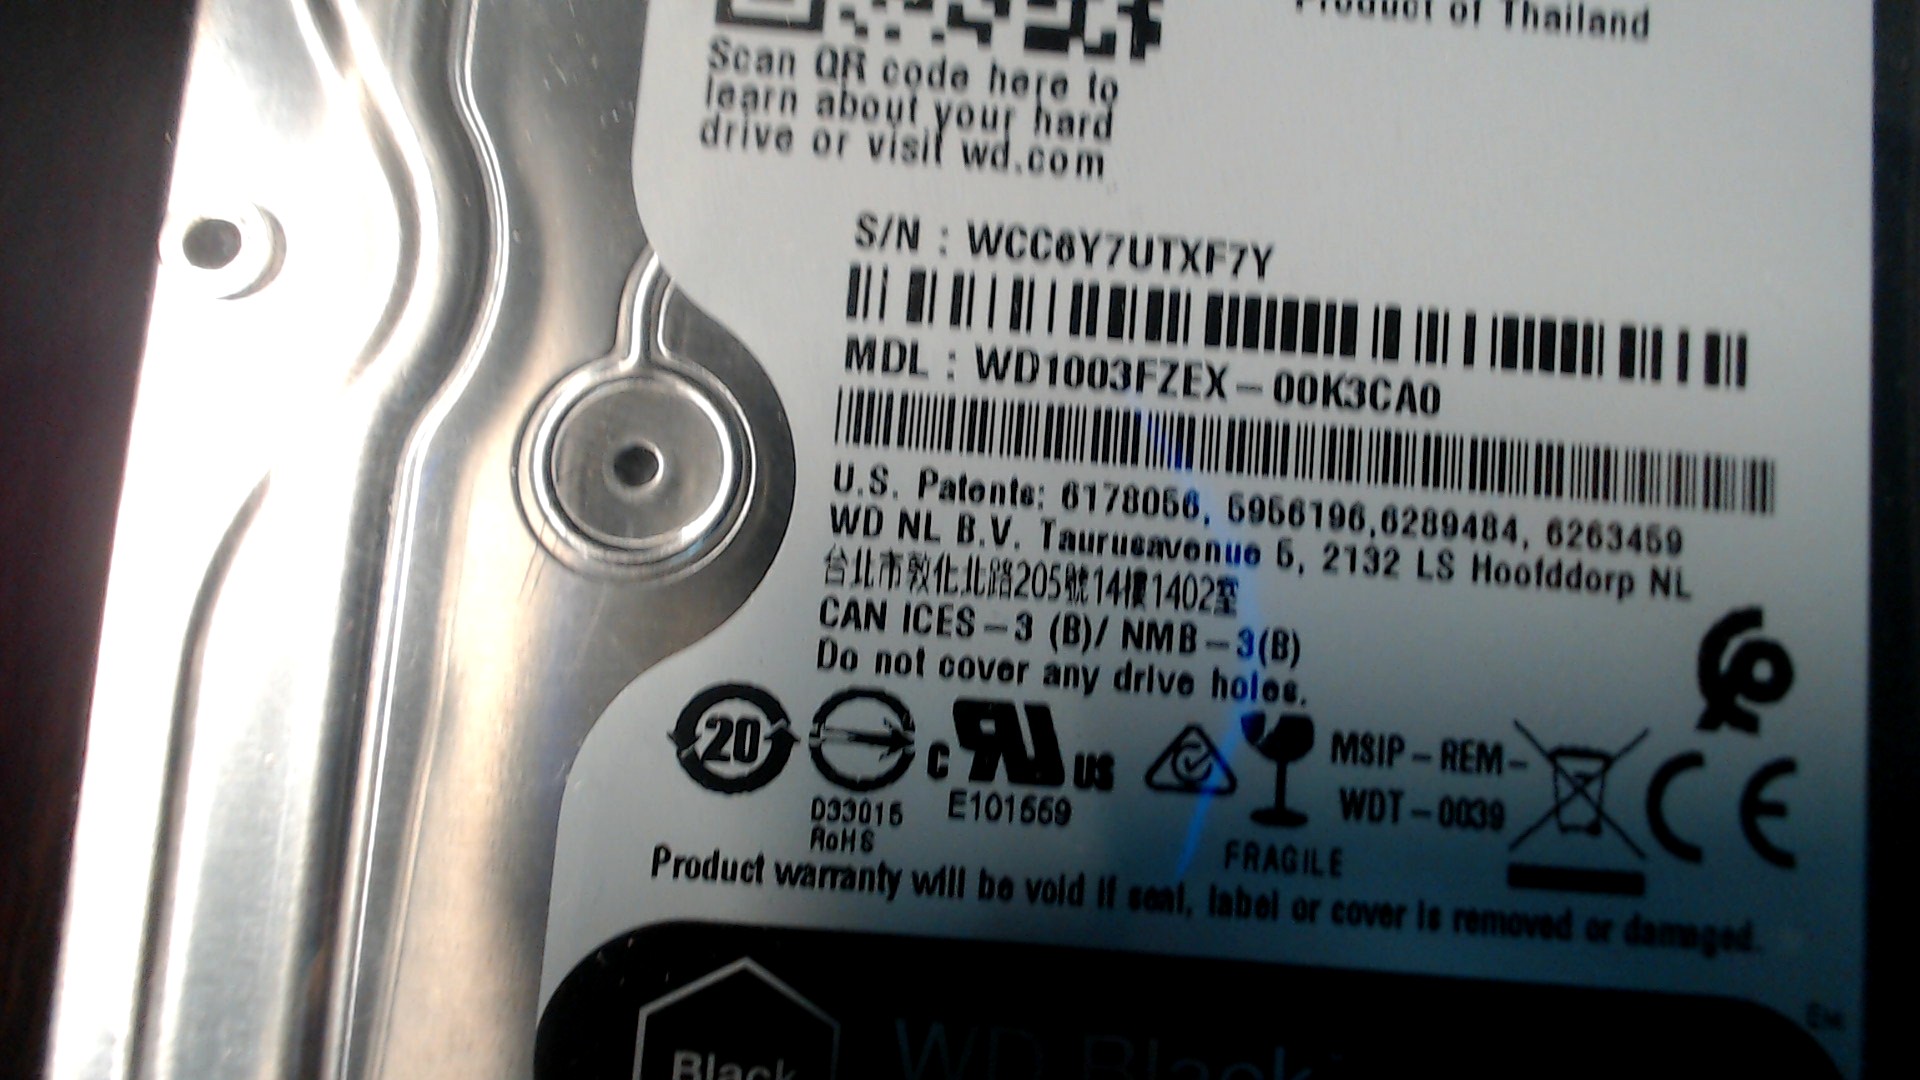 Product of Thailand
Scan QR code here to
learn about your hard
drive or visit wd.com
S/N : WCC6Y7UTXF7Y
MDL : WD1003FZEX-00K3CA0
U.S. Patents: 6178056, 5956196,6289484, 6263459
WD NL B.V. Taurusavenue 5, 2132 LS Hoofddorp NL
台北市敦化北路205號14樓1402室
CAN ICES-3 (B)/ NMB-3(B)
Do not cover any drive holes.
20
D33015
RoHS
c RU US
E101559
FRAGILE
MSIP-REM-
WDT-0039
CE
Product warranty will be void if seal, label or cover is removed or damaged.
Black
WD Black